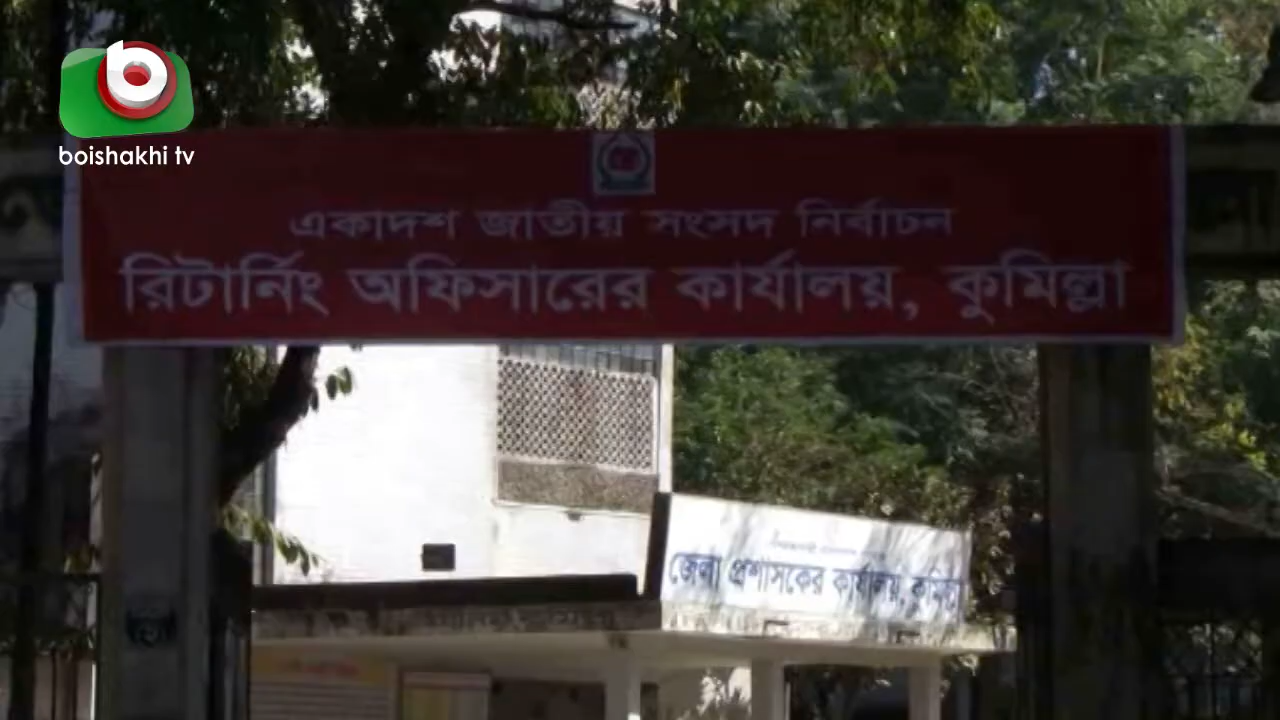 boishakhi tv
একাদশ জাতীয় সংসদ নির্বাচন
রিটার্নিং অফিসারের কার্যালয়, কুমিল্লা
জেলা প্রশাসকের কার্যালয়, কুমিল্লা